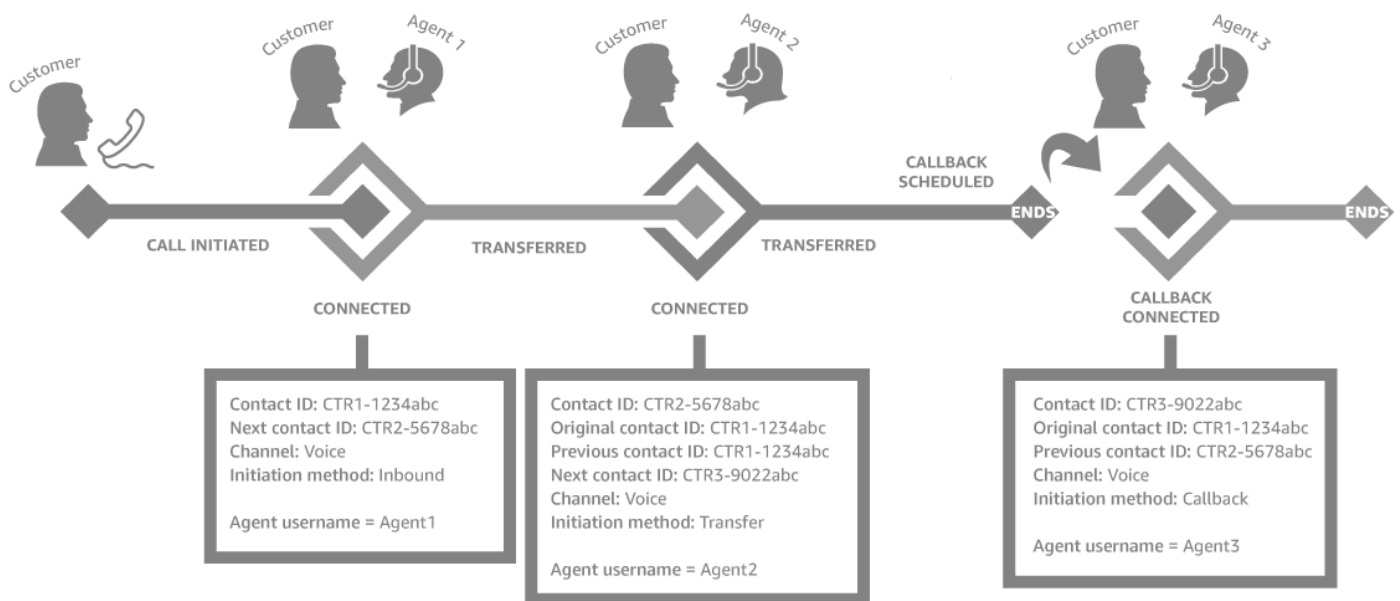 Customer
Customer
Agent 1
Customer
Agent 2
Customer
Agent 3
CALL INITIATED
TRANSFERRED
TRANSFERRED
CALLBACK
SCHEDULED
ENDS
ENDS
CONNECTED
CONNECTED
CALLBACK
CONNECTED
Contact ID: CTR1-1234abc
Next contact ID: CTR2-5678abc
Channel: Voice
Initiation method: Inbound
Agent username = Agent1
Contact ID: CTR2-5678abc
Original contact ID: CTR1-1234abc
Previous contact ID: CTR1-1234abc
Next contact ID: CTR3-9022abc
Channel: Voice
Initiation method: Transfer
Agent username = Agent2
Contact ID: CTR3-9022abc
Original contact ID: CTR1-1234abc
Previous contact ID: CTR2-5678abc
Channel: Voice
Initiation method: Callback
Agent username = Agent3